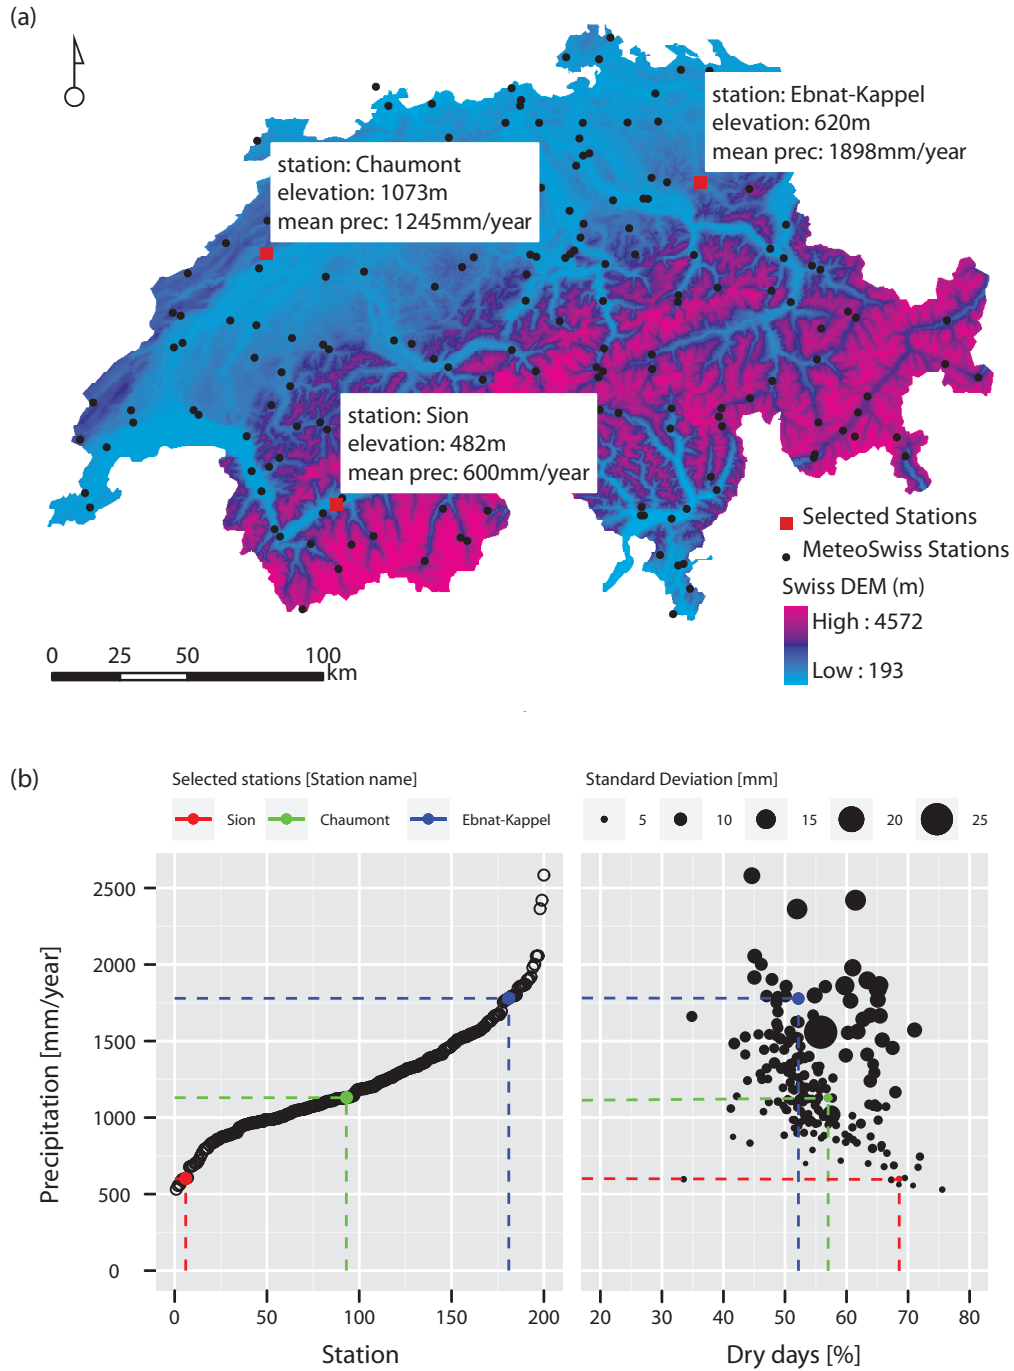 (a)
station: Ebnat-Kappel
elevation: 620m
mean prec: 1898mm/year
station: Chaumont
elevation: 1073m
mean prec: 1245mm/year
station: Sion
elevation: 482m
mean prec: 600mm/year
Selected Stations
MeteoSwiss Stations
Swiss DEM (m)
High : 4572
Low : 193
0 25 50 100
km
(b)
Selected stations [Station name]
Sion Chaumont Ebnat-Kappel
Standard Deviation [mm]
5 10 15 20 25
Precipitation [mm/year]
2500
2000
1500
1000
500
0
0 50 100 150 200
Station
20 30 40 50 60 70 80
Dry days [%]